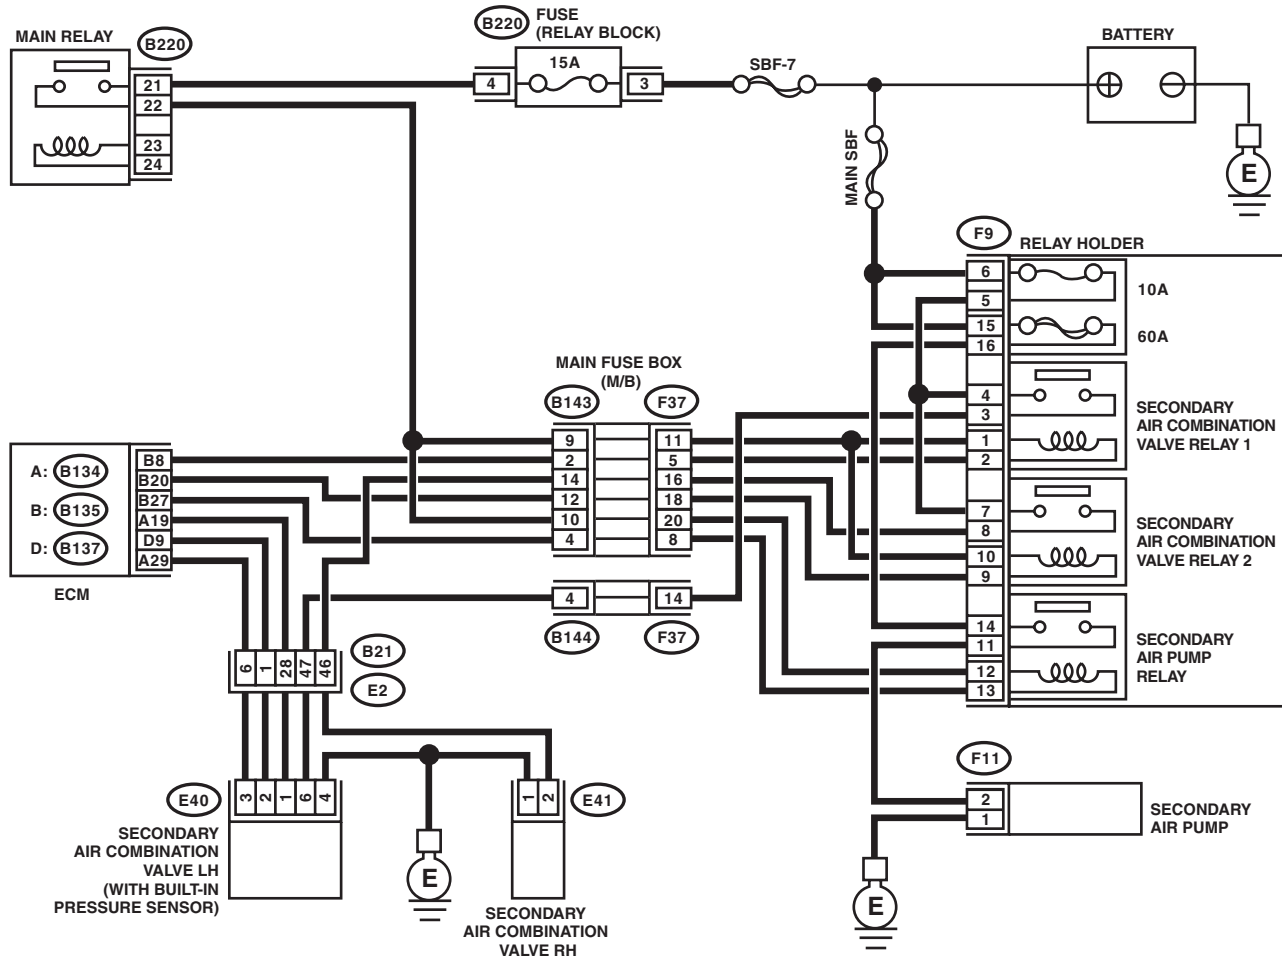 MAIN RELAY
B220
21
22
23
24
B220
FUSE
(RELAY BLOCK)
15A
4
3
SBF-7
BATTERY
E
MAIN SBF
F9
RELAY HOLDER
6
5
15
16
4
3
1
2
7
8
10
9
14
11
12
13
10A
60A
SECONDARY
AIR COMBINATION
VALVE RELAY 1
SECONDARY
AIR COMBINATION
VALVE RELAY 2
SECONDARY
AIR PUMP
RELAY
MAIN FUSE BOX
(M/B)
B143
F37
9
11
2
5
14
16
12
18
10
20
4
8
4
14
B144
F37
A: B134
B: B135
D: B137
ECM
B8
B20
B27
A19
D9
A29
6
1
28
47
46
B21
E2
E40
3
2
1
6
4
SECONDARY
AIR COMBINATION
VALVE LH
(WITH BUILT-IN
PRESSURE SENSOR)
E
1
2
E41
SECONDARY
AIR COMBINATION
VALVE RH
F11
2
1
SECONDARY
AIR PUMP
E